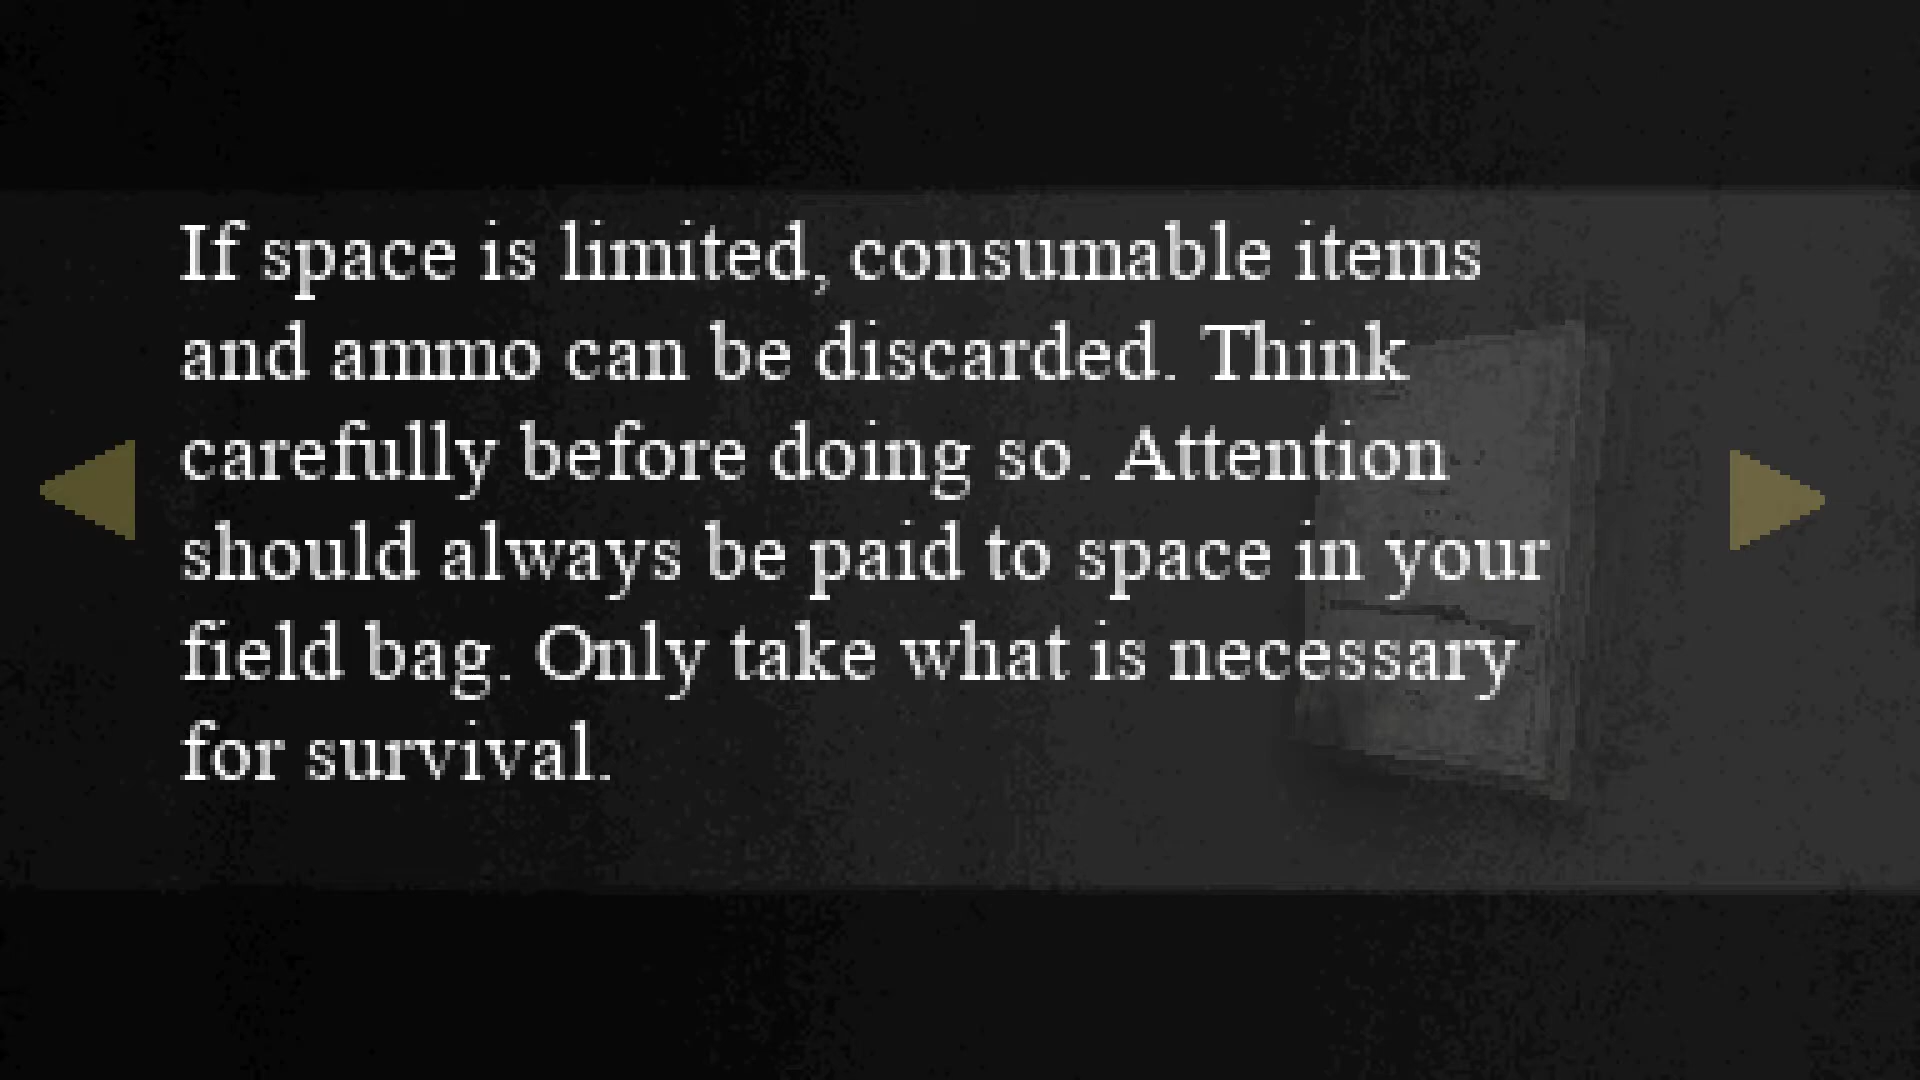 If space is limited, consumable items
and ammo can be discarded. Think
carefully before doing so. Attention
should always be paid to space in your
field bag. Only take what is necessary
for survival.